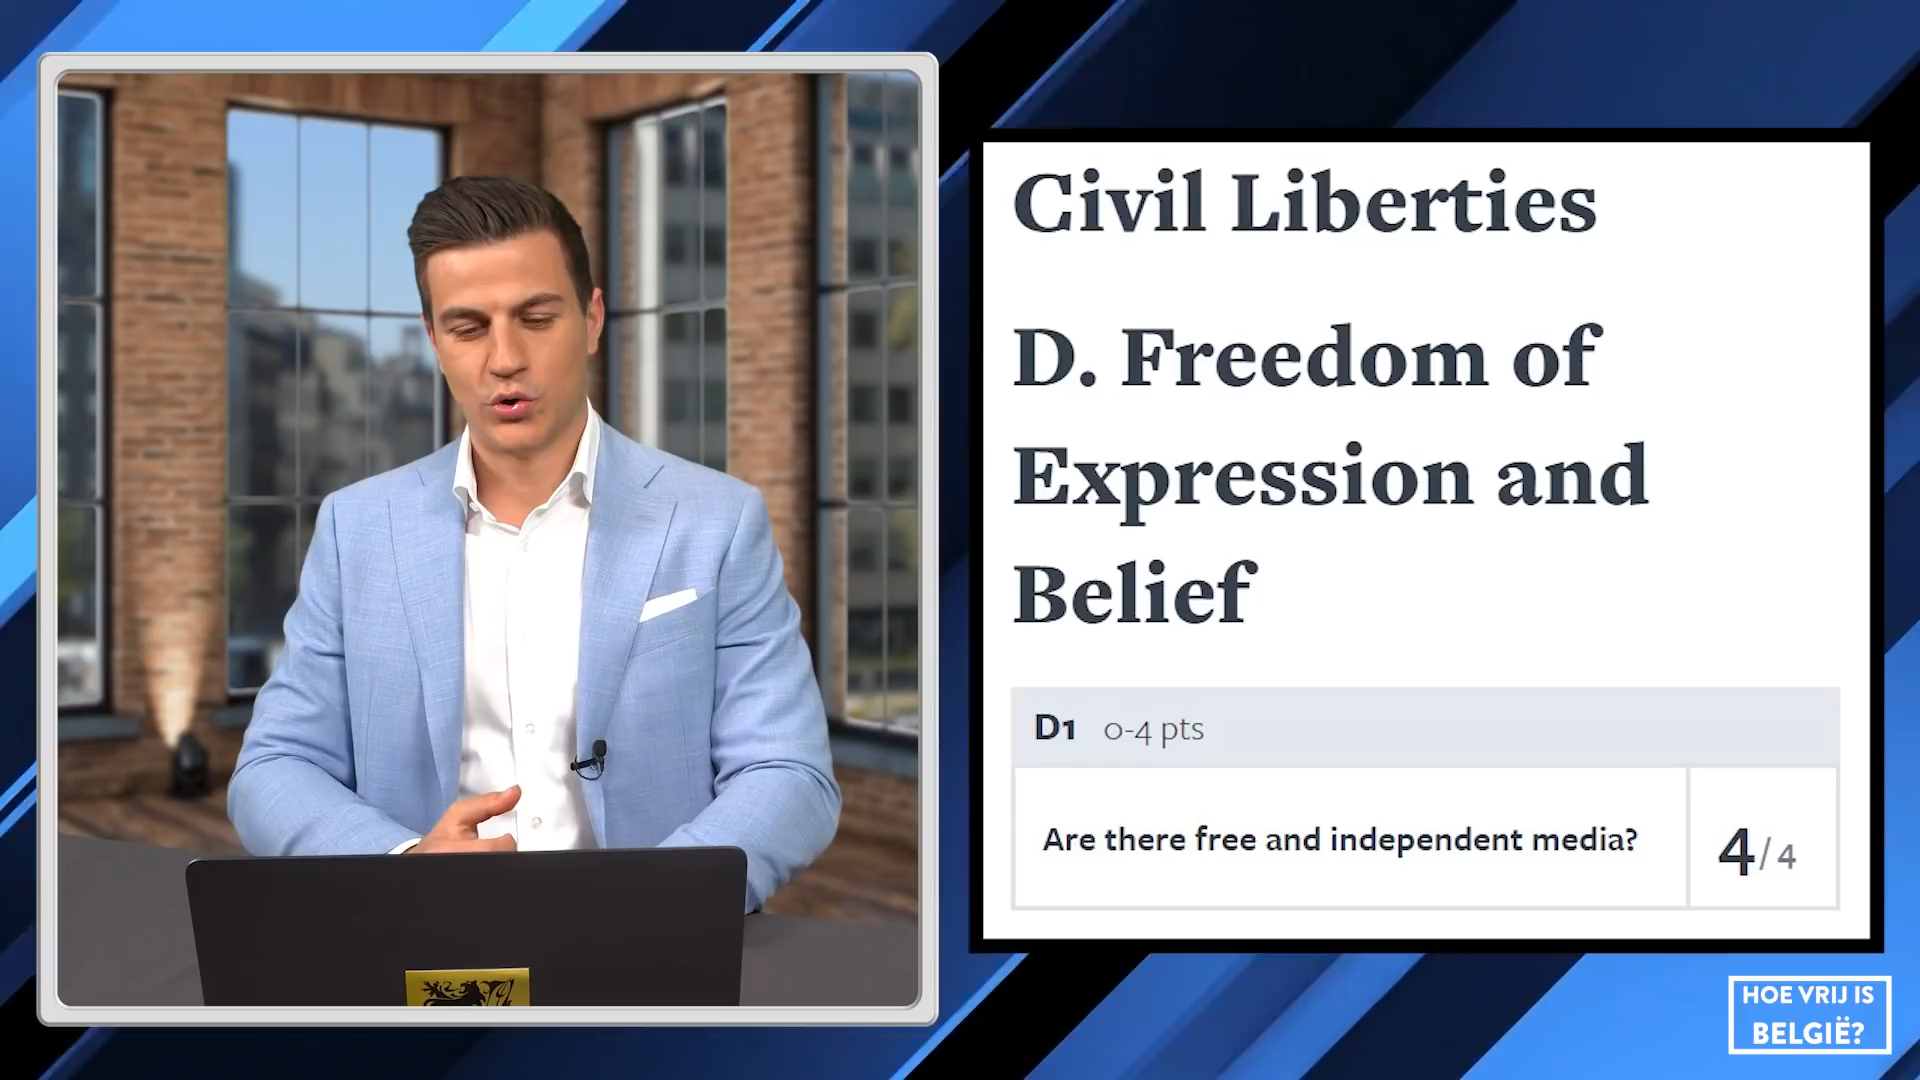 Civil Liberties
D. Freedom of
Expression and
Belief
D1 0-4 pts
Are there free and independent media?
4/4
HOE VRIJ IS
BELGIË?